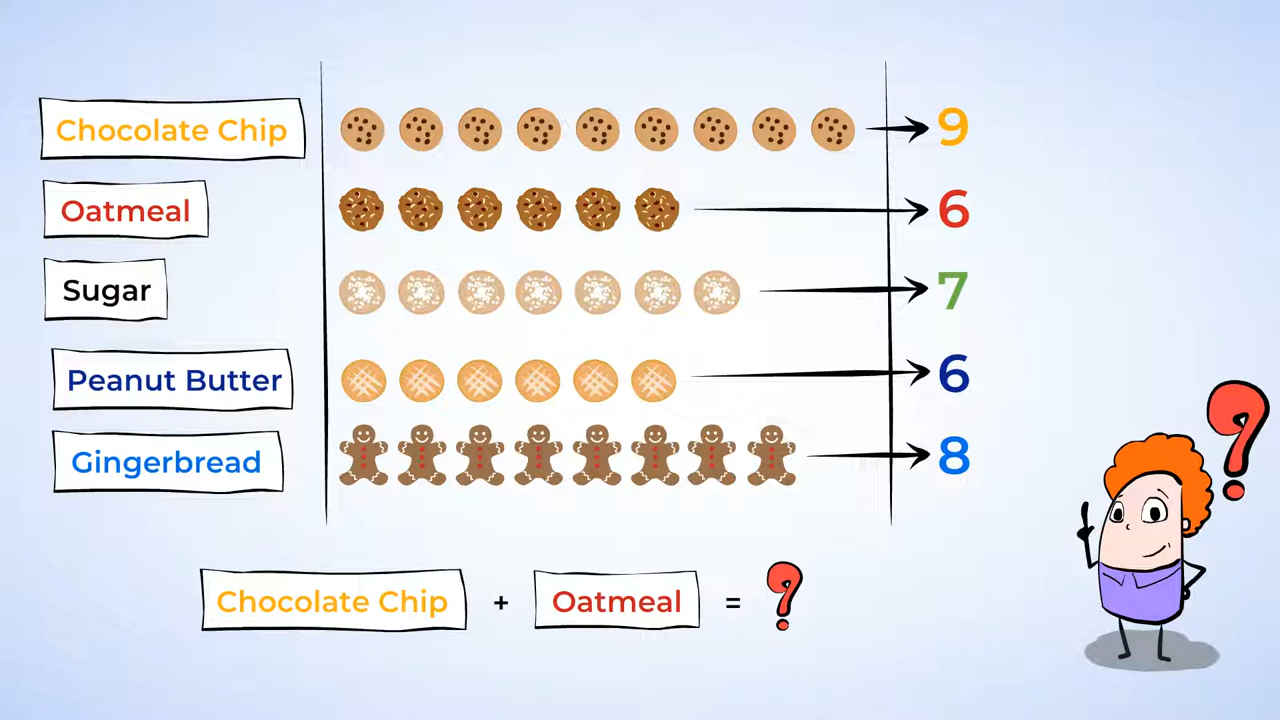 Chocolate Chip 9
Oatmeal 6
Sugar 7
Peanut Butter 6
Gingerbread 8
Chocolate Chip + Oatmeal = ?
?